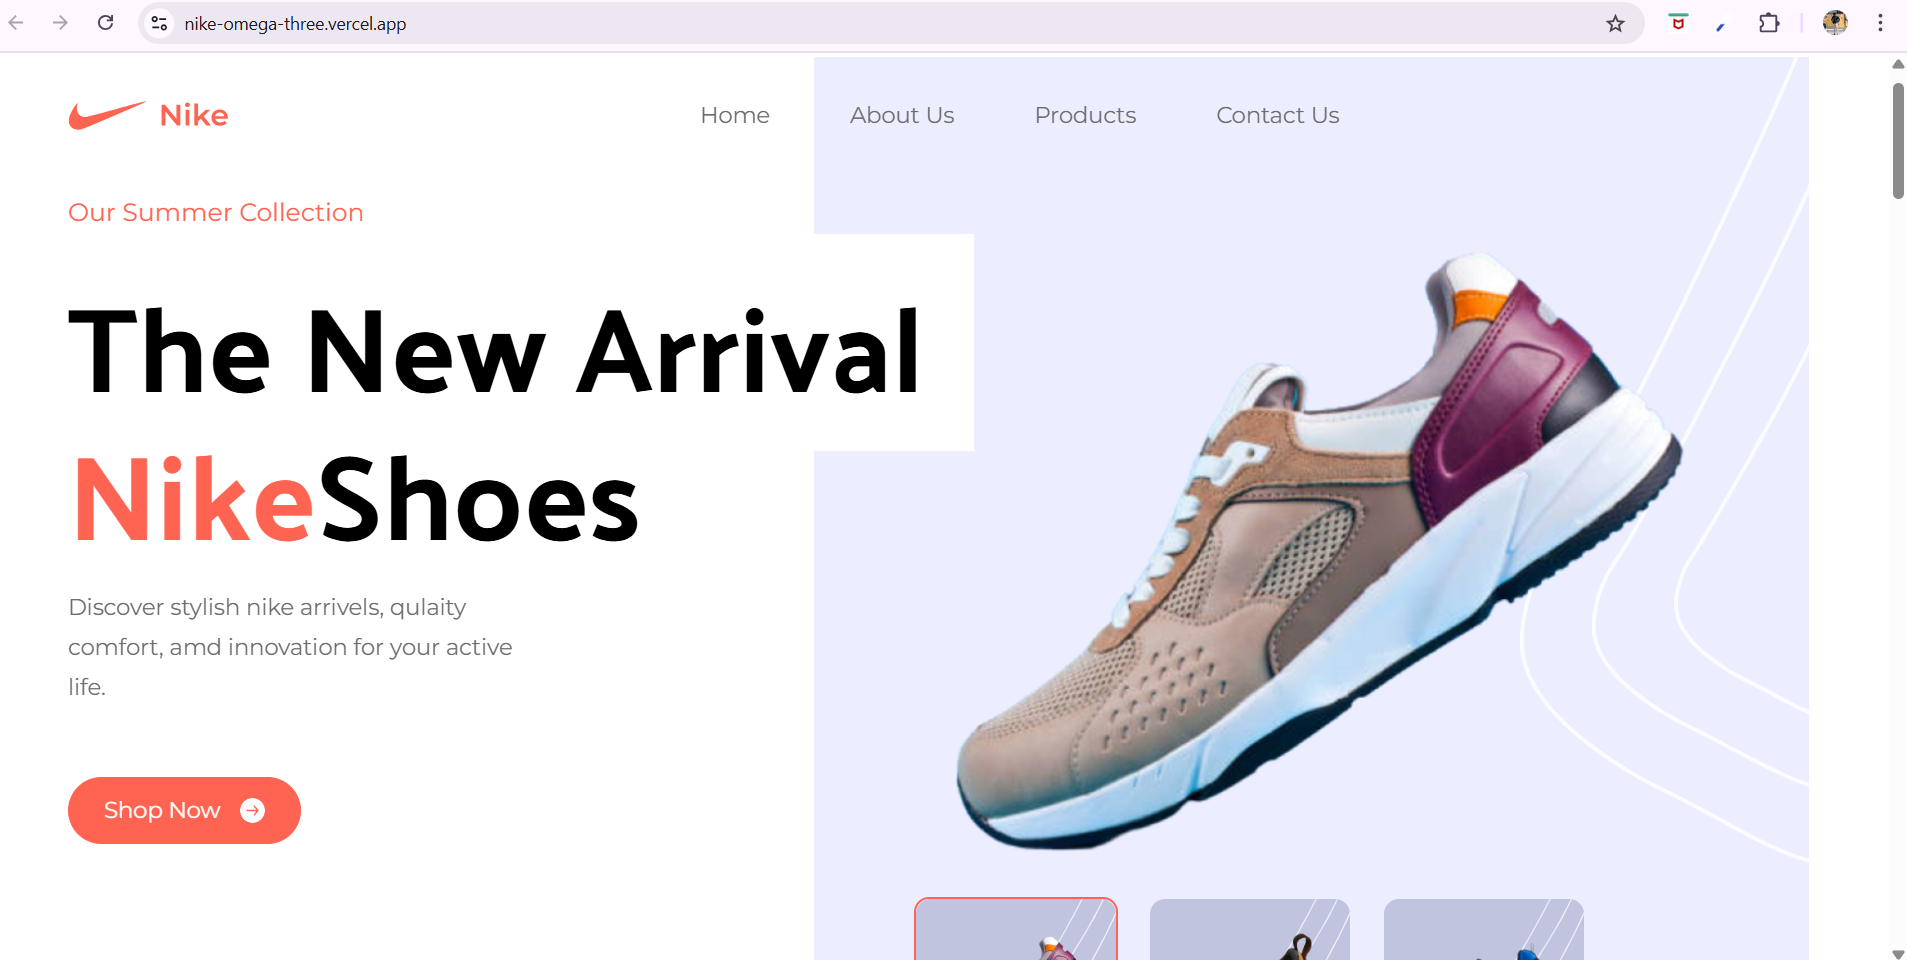 nike-omega-three.vercel.app
Nike
Home
About Us
Products
Contact Us
Our Summer Collection
The New Arrival
NikeShoes
Discover stylish nike arrivels, qulaity
comfort, amd innovation for your active
life.
Shop Now